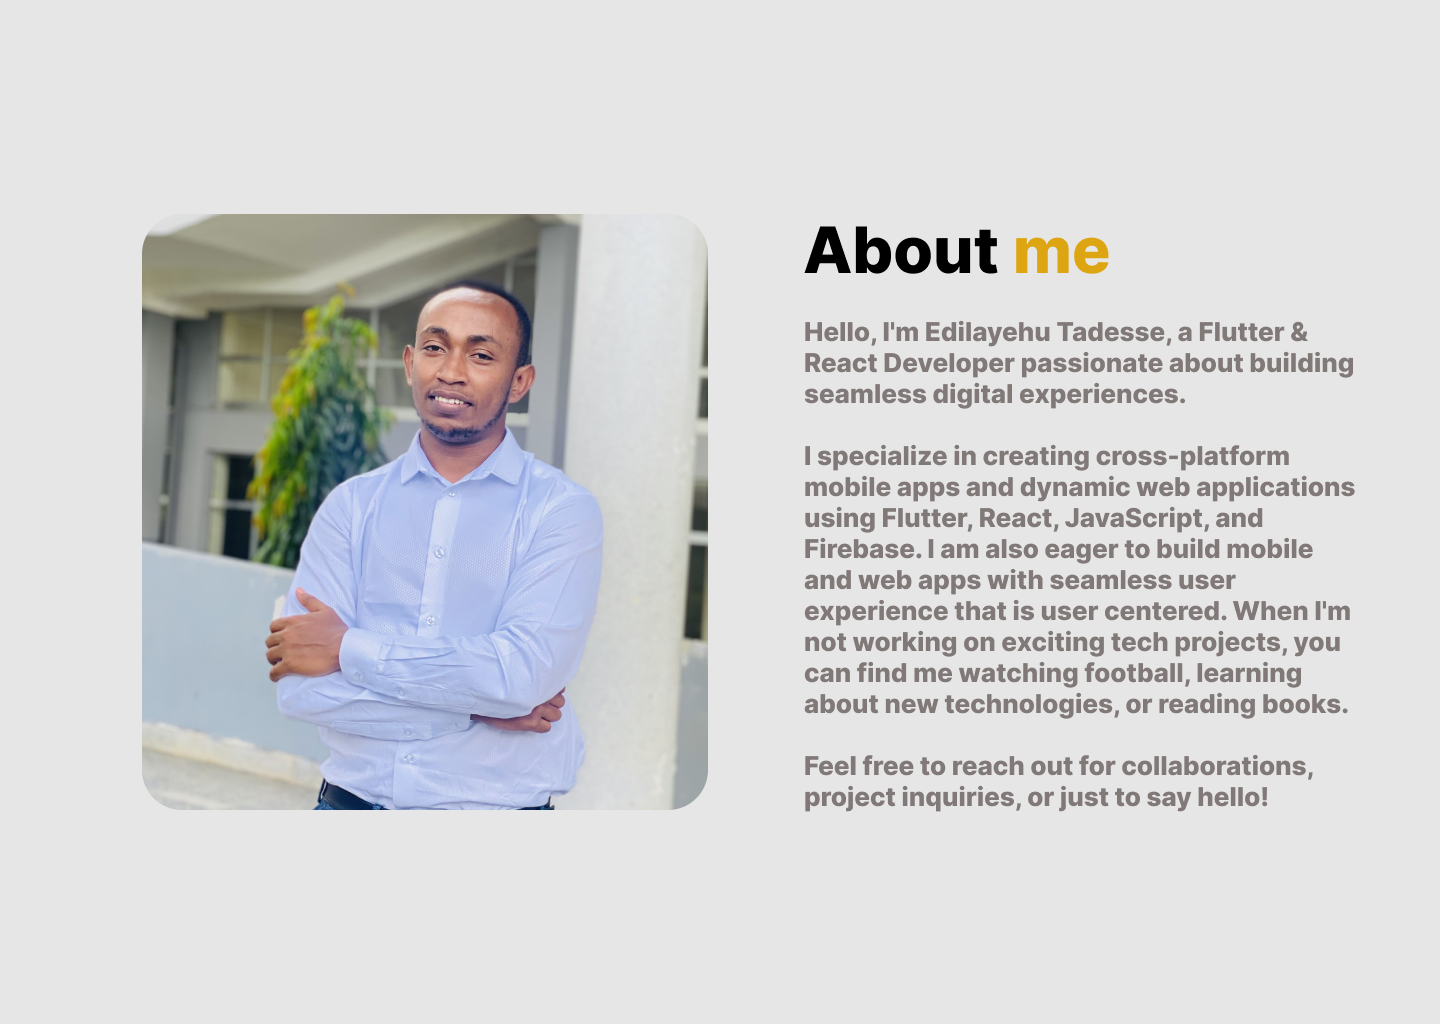 About me
Hello, I'm Edilayehu Tadesse, a Flutter &
React Developer passionate about building
seamless digital experiences.
I specialize in creating cross-platform
mobile apps and dynamic web applications
using Flutter, React, JavaScript, and
Firebase. I am also eager to build mobile
and web apps with seamless user
experience that is user centered. When I'm
not working on exciting tech projects, you
can find me watching football, learning
about new technologies, or reading books.
Feel free to reach out for collaborations,
project inquiries, or just to say hello!